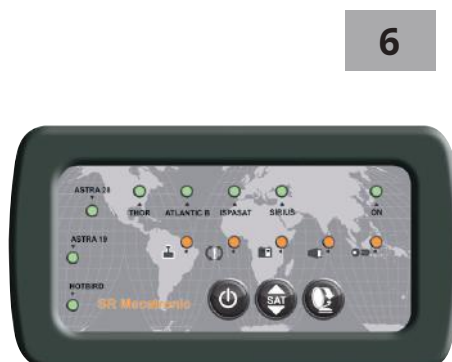 6
ASTRA 28
THOR ATLANTIC B ISPASAT SIRIUS ON
ASTRA 19
HOTBIRD
SR Mecatronic
SAT